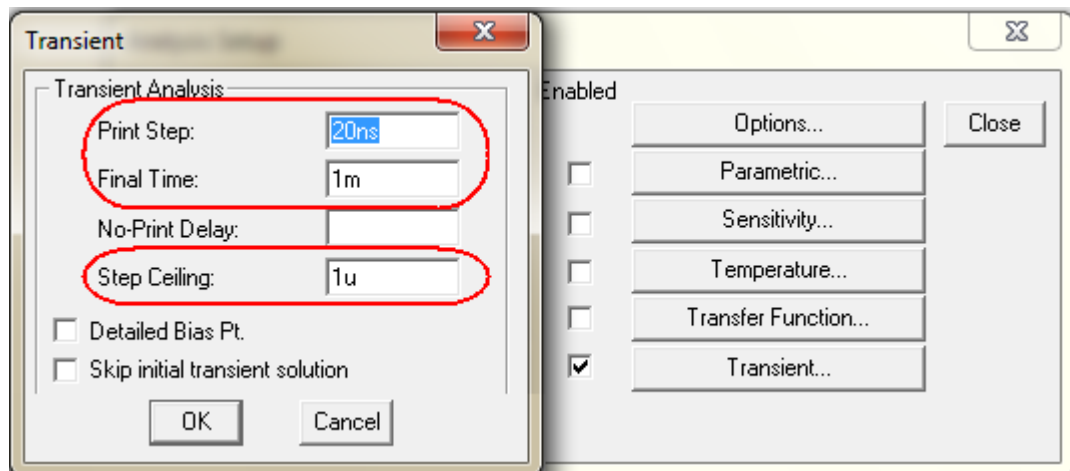 Transient
Transient Analysis
Print Step: 20ns
Final Time: 1m
No-Print Delay:
Step Ceiling: 1u
Detailed Bias Pt.
Skip initial transient solution
OK Cancel
Enabled
Options... Close
Parametric...
Sensitivity...
Temperature...
Transfer Function...
Transient...